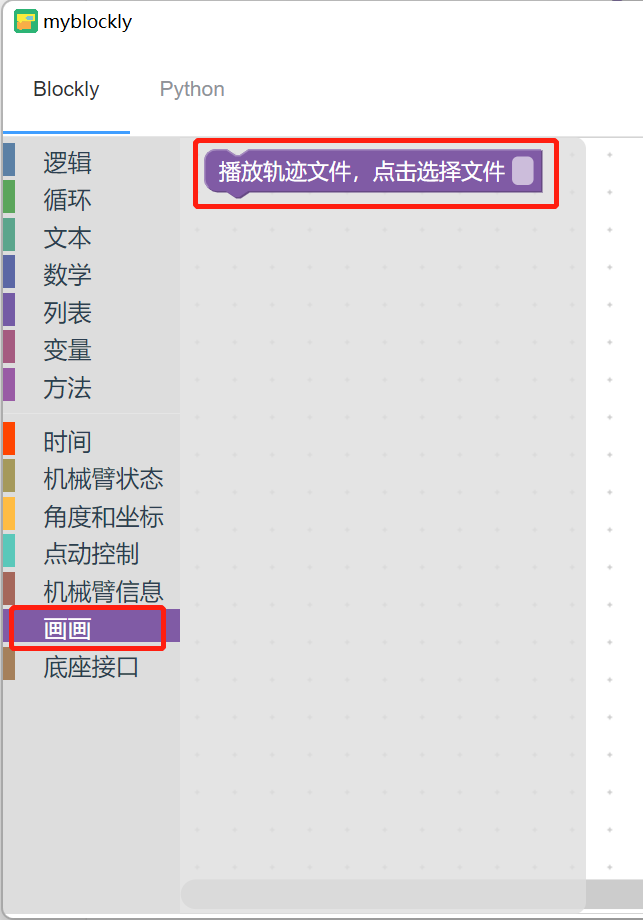 myblockly
Blockly Python
播放轨迹文件，点击选择文件
逻辑
循环
文本
数学
列表
变量
方法
时间
机械臂状态
角度和坐标
点动控制
机械臂信息
画画
底座接口